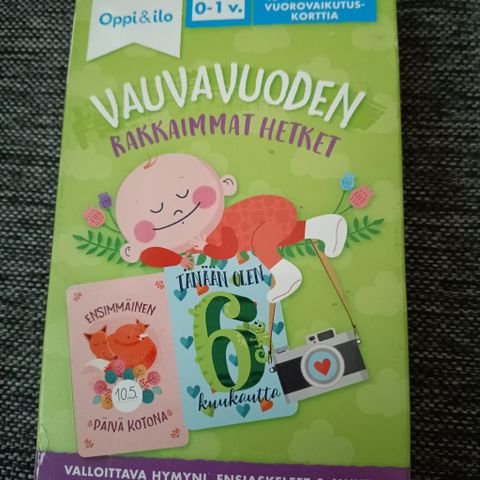 Oppi&ilo
0-1 v.
VUOROVAIKUTUS-
KORTTIA
VAUVAVUODEN
RAKKAIMMAT HETKET
TÄNÄÄN OLEN
6
kuukautta
ENSIMMÄINEN
10.5.
PÄIVÄ KOTONA
VALLOITTAVA HYMYNI, ENSIASKELEET &